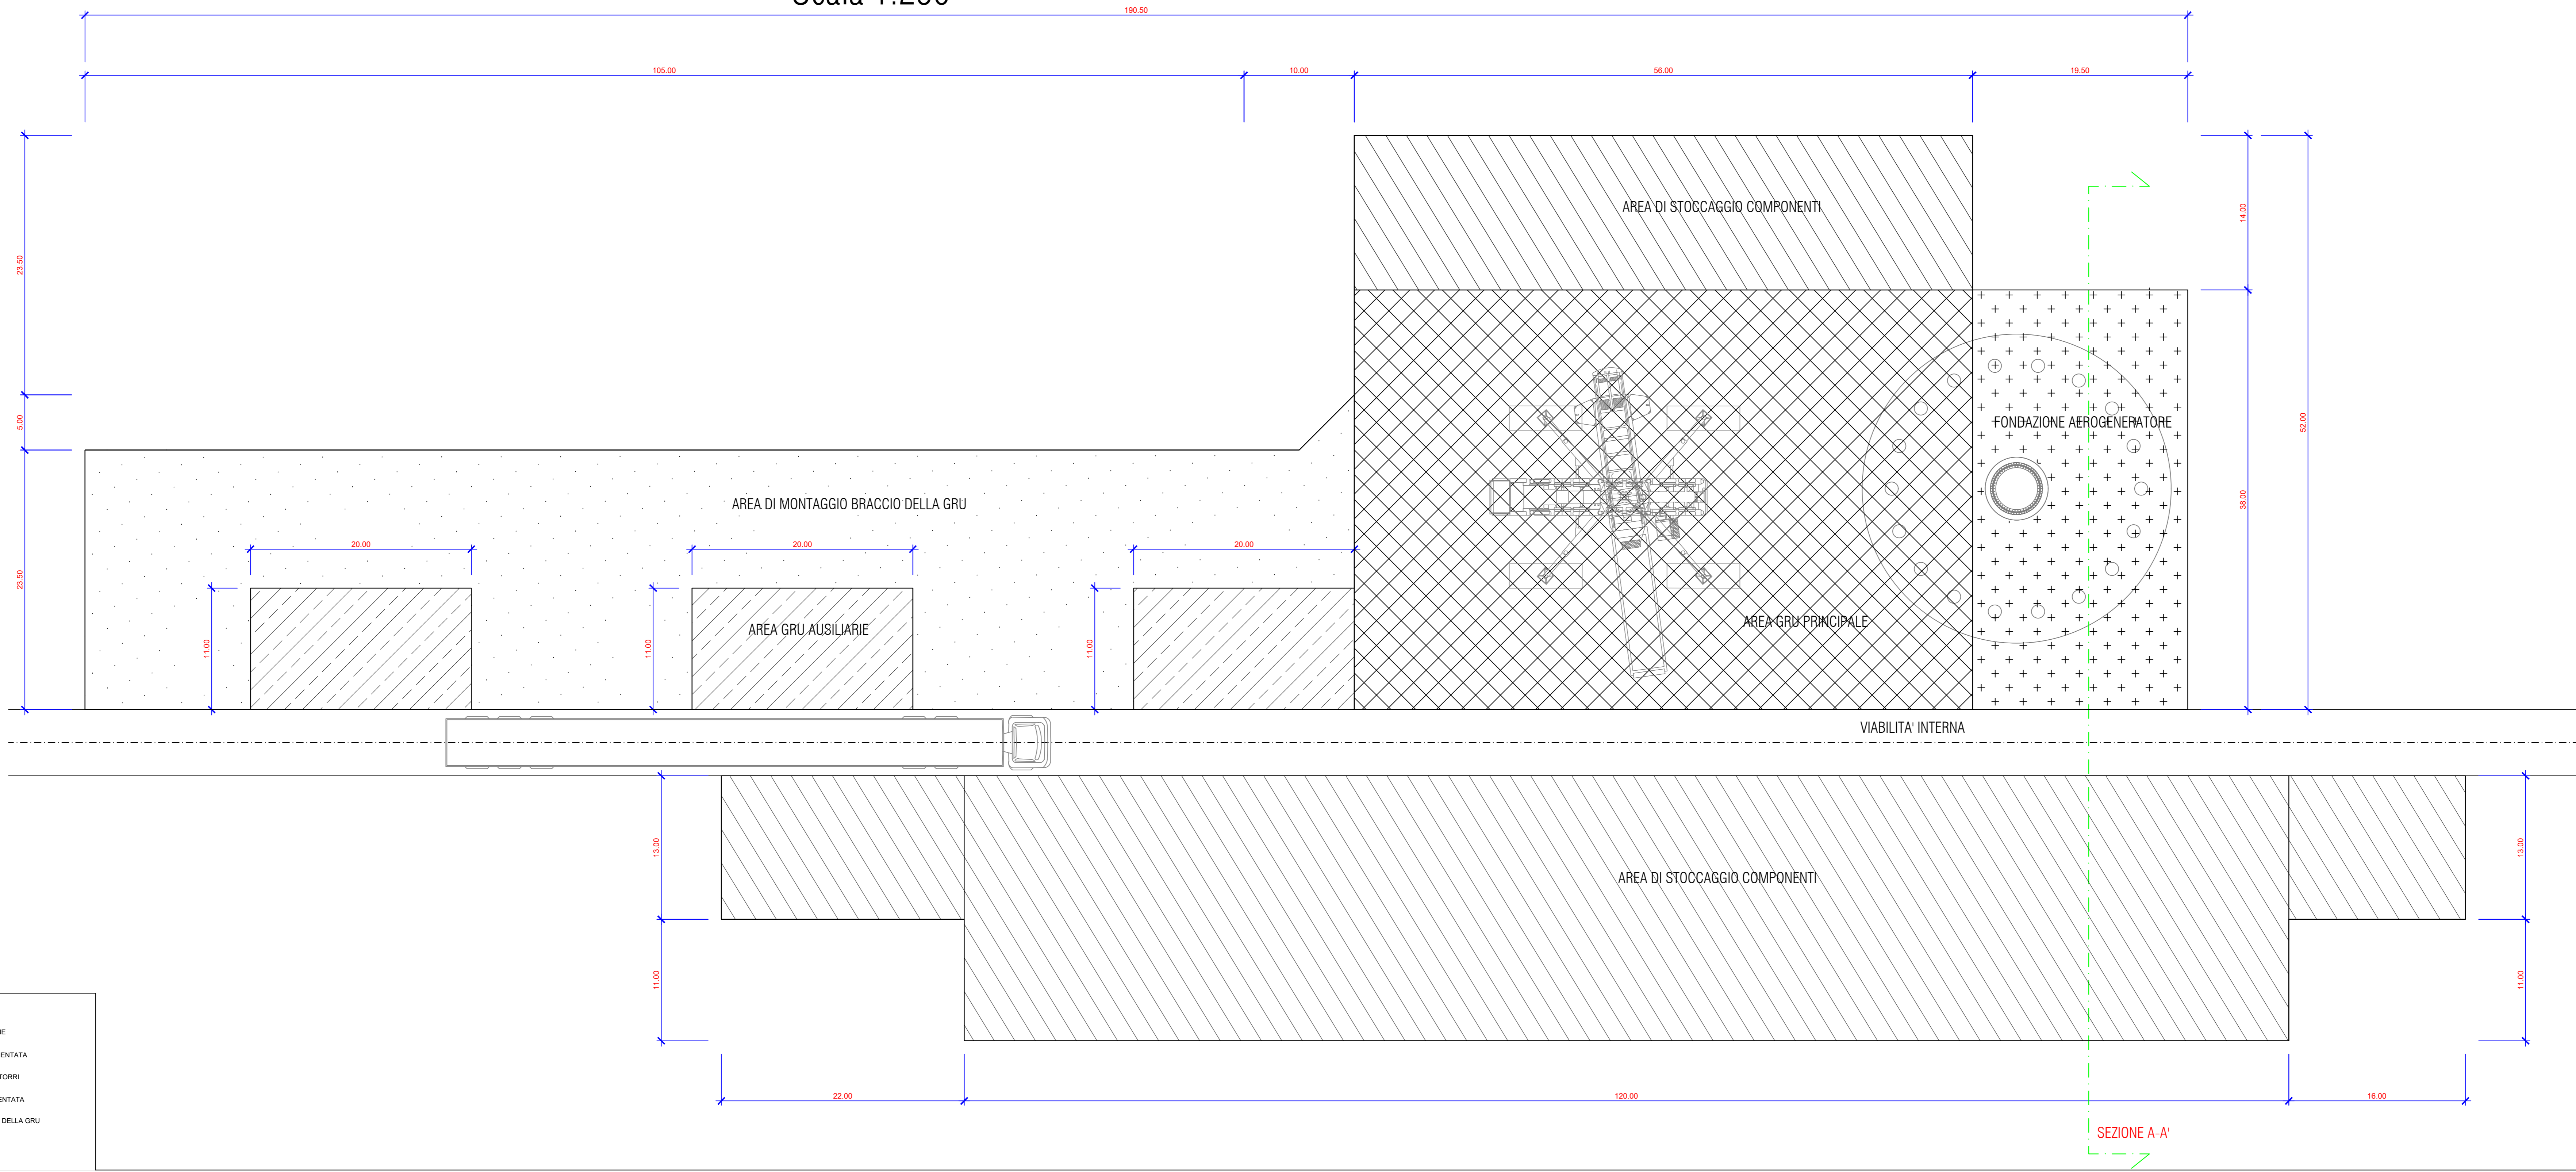 190.50
105.00
10.00
56.00
19.50
23.50
5.00
23.50
14.00
38.00
52.00
AREA DI STOCCAGGIO COMPONENTI
FONDAZIONE AEROGENERATORE
AREA DI MONTAGGIO BRACCIO DELLA GRU
20.00
20.00
20.00
11.00
11.00
11.00
AREA GRU AUSILIARIE
AREA GRU PRINCIPALE
VIABILITA' INTERNA
13.00
11.00
AREA DI STOCCAGGIO COMPONENTI
13.00
11.00
22.00
120.00
16.00
SEZIONE A-A'
TORRI
DELLA GRU